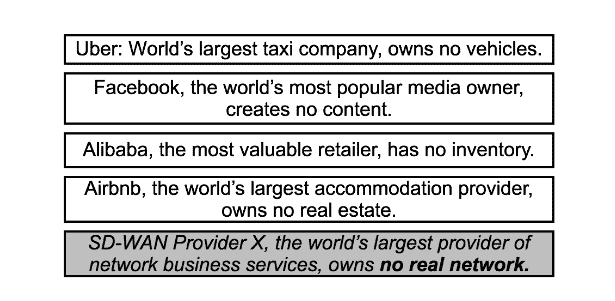 Uber: World's largest taxi company, owns no vehicles.
Facebook, the world's most popular media owner,
creates no content.
Alibaba, the most valuable retailer, has no inventory.
Airbnb, the world's largest accommodation provider,
owns no real estate.
SD-WAN Provider X, the world's largest provider of
network business services, owns no real network.